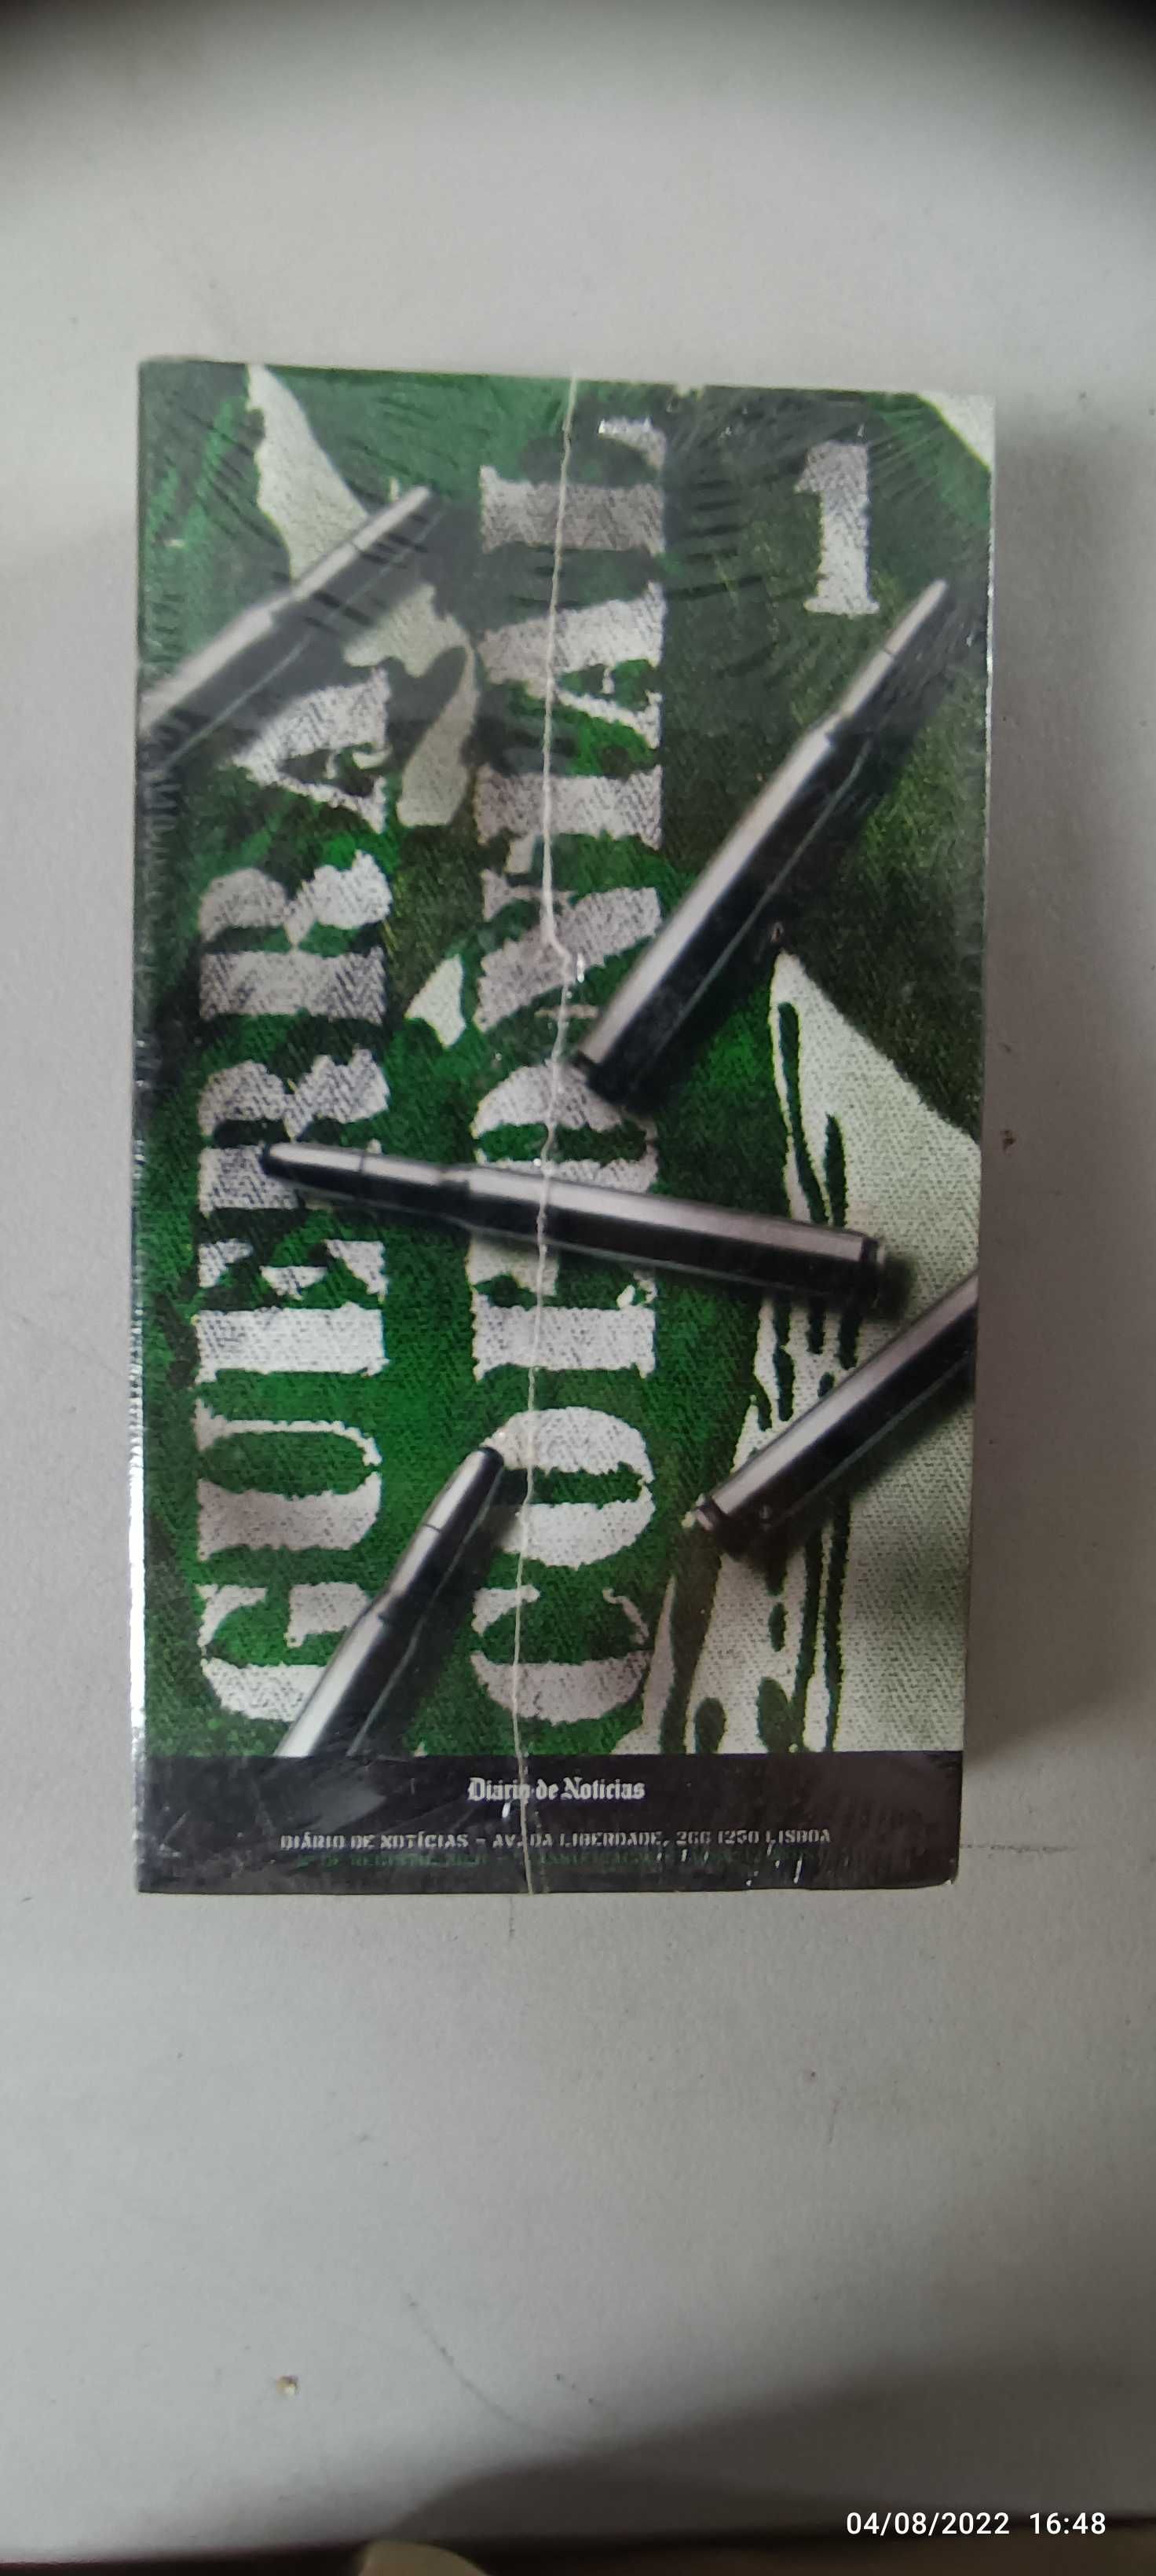 GUERRA
COLONIAL
1
Diário de Notícias
DIÁRIO DE NOTÍCIAS - AV. DA LIBERDADE, 266 1250 LISBOA
04/08/2022 16:48